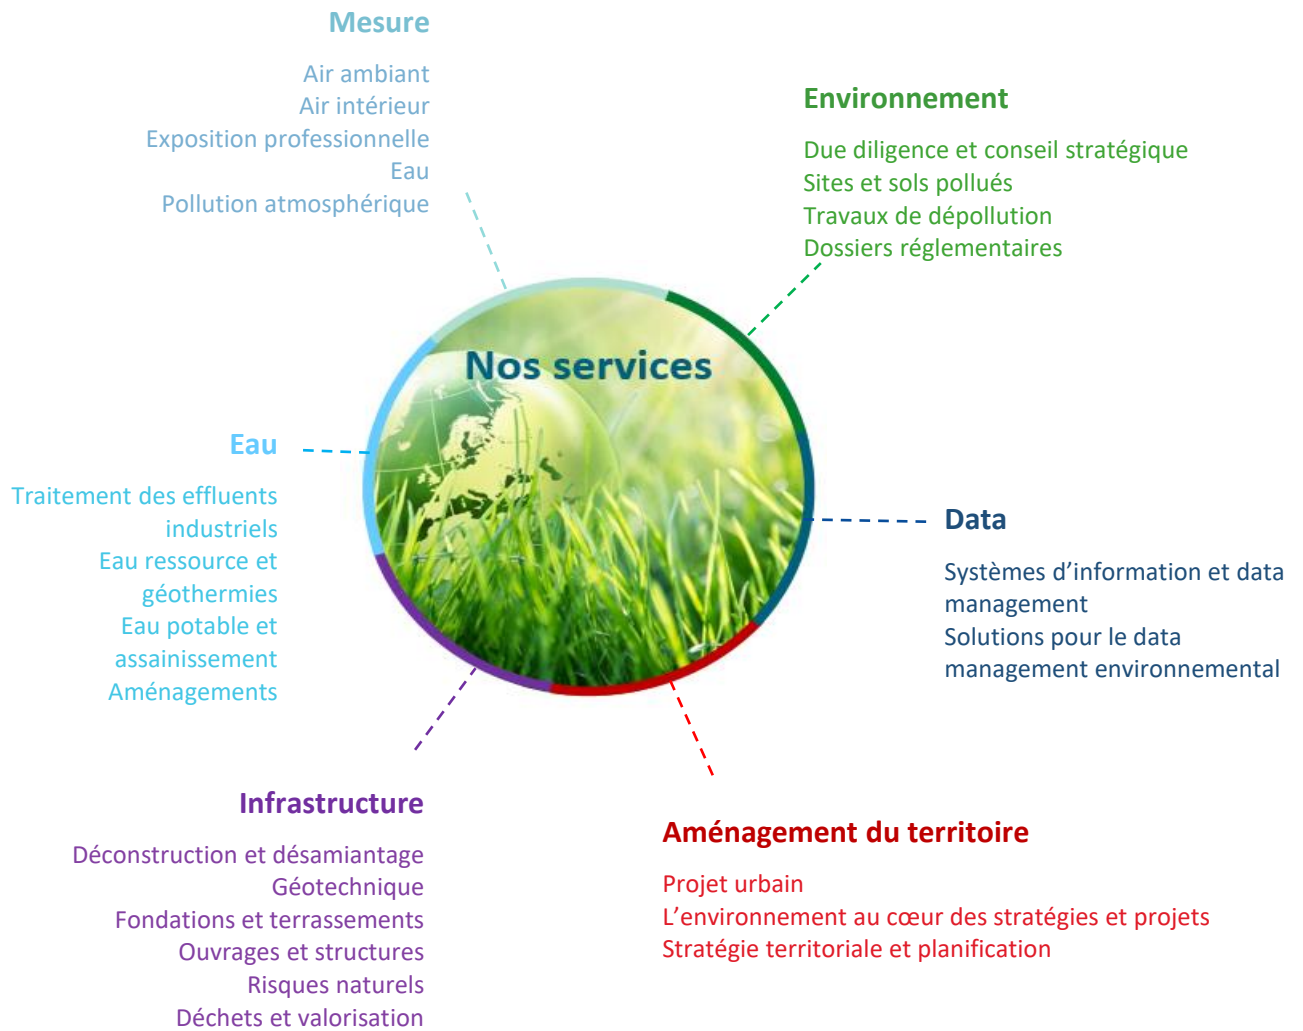 Mesure
Air ambiant
Air intérieur
Exposition professionnelle
Eau
Pollution atmosphérique
Environnement
Due diligence et conseil stratégique
Sites et sols pollués
Travaux de dépollution
Dossiers réglementaires
Nos services
Eau
Traitement des effluents
industriels
Eau ressource et
géothermies
Eau potable et
assainissement
Aménagements
Data
Systèmes d’information et data
management
Solutions pour le data
management environnemental
Infrastructure
Déconstruction et désamiantage
Géotechnique
Fondations et terrassements
Ouvrages et structures
Risques naturels
Déchets et valorisation
Aménagement du territoire
Projet urbain
L’environnement au cœur des stratégies et projets
Stratégie territoriale et planification